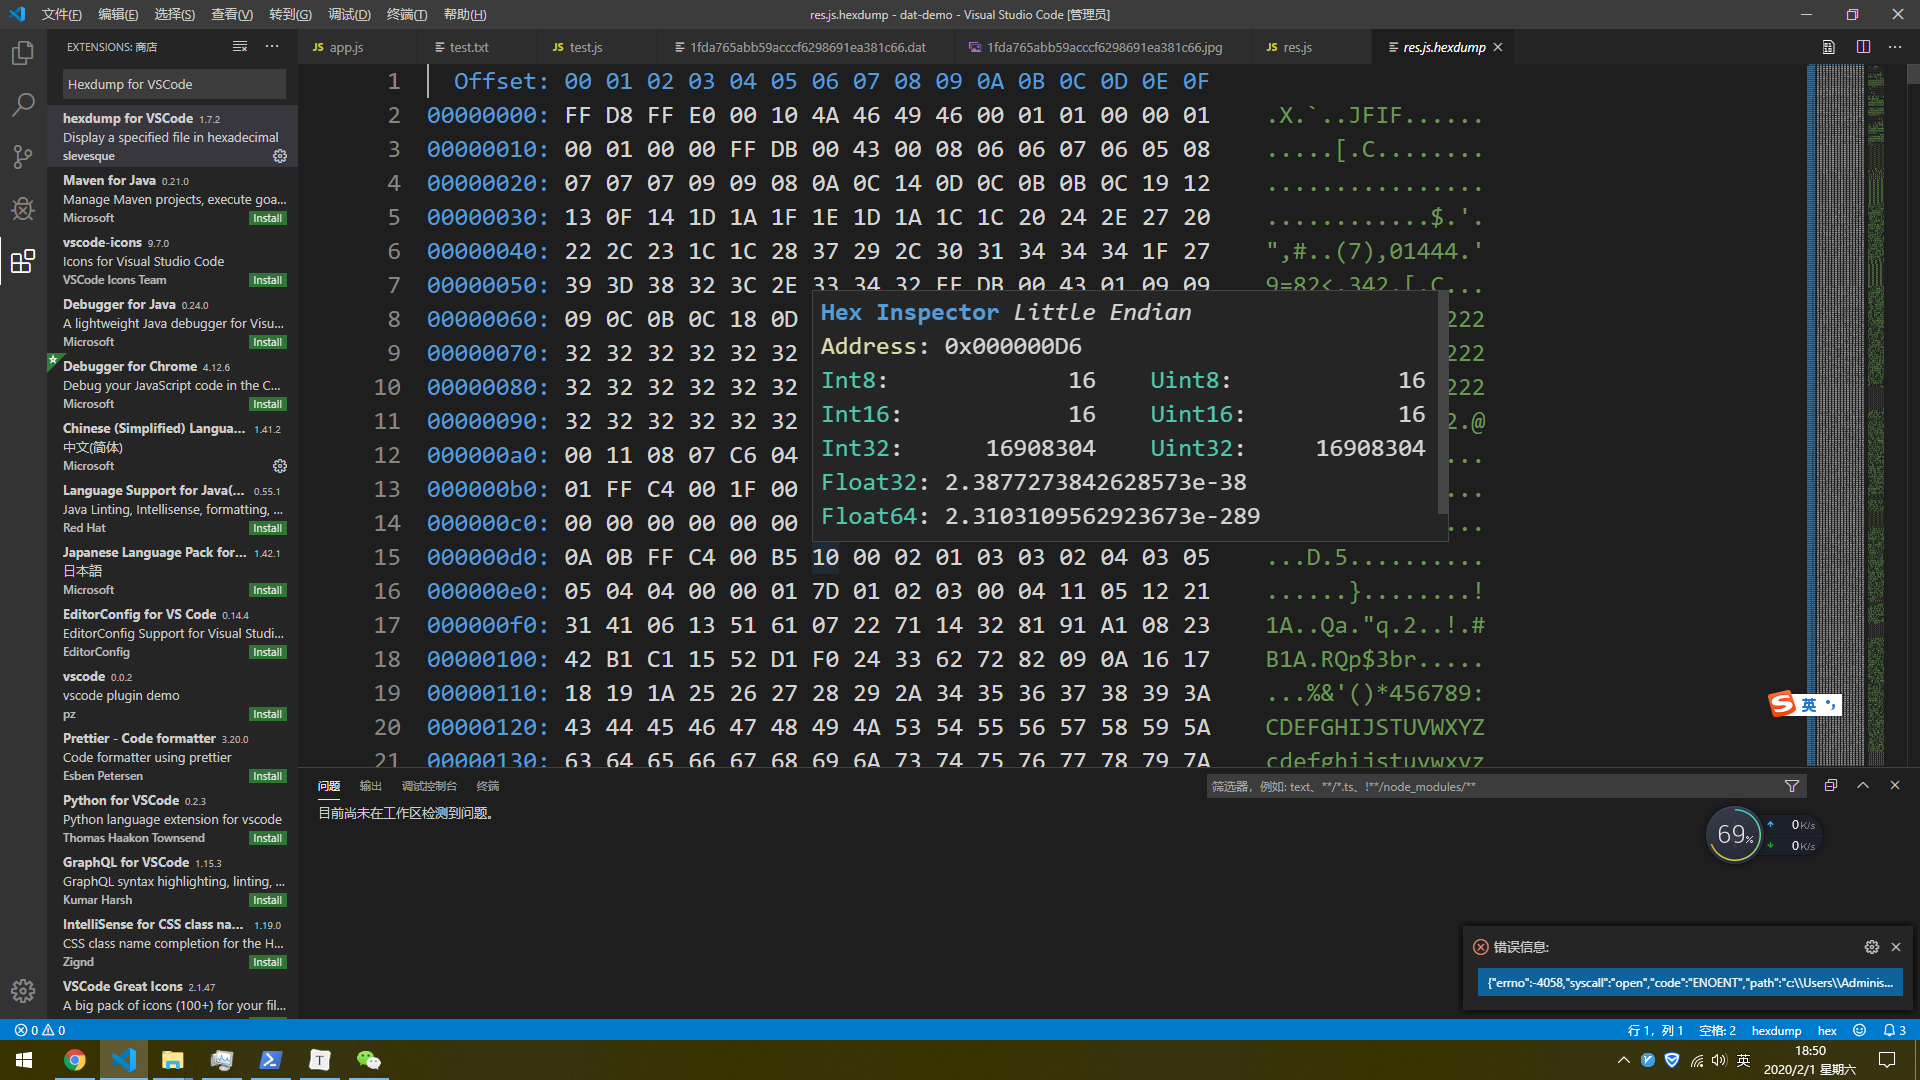 文件(F) 编辑(E) 选择(S) 查看(V) 转到(G) 调试(D) 终端(T) 帮助(H) res.js.hexdump - dat-demo - Visual Studio Code [管理员]
EXTENSIONS: 商店
Hexdump for VSCode
hexdump for VSCode 1.7.2
Display a specified file in hexadecimal
slevesque
Maven for Java 0.21.0
Manage Maven projects, execute goa...
Microsoft Install
vscode-icons 9.7.0
Icons for Visual Studio Code
VSCode Icons Team Install
Debugger for Java 0.24.0
A lightweight Java debugger for Visu...
Microsoft Install
Debugger for Chrome 4.12.6
Debug your JavaScript code in the C...
Microsoft Install
Chinese (Simplified) Langua... 1.41.2
中文(简体)
Microsoft
Language Support for Java(... 0.55.1
Java Linting, Intellisense, formatting, ...
Red Hat Install
Japanese Language Pack for... 1.42.1
日本語
Microsoft Install
EditorConfig for VS Code 0.14.4
EditorConfig Support for Visual Studi...
EditorConfig Install
vscode 0.0.2
vscode plugin demo
pz Install
Prettier - Code formatter 3.20.0
Code formatter using prettier
Esben Petersen Install
Python for VSCode 0.2.3
Python language extension for vscode
Thomas Haakon Townsend Install
GraphQL for VSCode 1.15.3
GraphQL syntax highlighting, linting, ...
Kumar Harsh Install
IntelliSense for CSS class na... 1.19.0
CSS class name completion for the H...
Zignd Install
VSCode Great Icons 2.1.47
A big pack of icons (100+) for your fil...
JS app.js test.txt JS test.js 1fda765abb59acccf6298691ea381c66.dat 1fda765abb59acccf6298691ea381c66.jpg JS res.js res.js.hexdump
1 Offset: 00 01 02 03 04 05 06 07 08 09 0A 0B 0C 0D 0E 0F
2 00000000: FF D8 FF E0 00 10 4A 46 49 46 00 01 01 00 00 01 .X.`..JFIF......
3 00000010: 00 01 00 00 FF DB 00 43 00 08 06 06 07 06 05 08 .....[.C........
4 00000020: 07 07 07 09 09 08 0A 0C 14 0D 0C 0B 0B 0C 19 12 ................
5 00000030: 13 0F 14 1D 1A 1F 1E 1D 1A 1C 1C 20 24 2E 27 20 ............$.'.
6 00000040: 22 2C 23 1C 1C 28 37 29 2C 30 31 34 34 34 1F 27 ",#..(7),01444.'
7 00000050: 39 3D 38 32 3C 2E 33 34 32 FF DB 00 43 01 09 09 9=82<.342.[.C...
8 00000060: 09 0C 0B 0C 18 0D 222
9 00000070: 32 32 32 32 32 32 222
10 00000080: 32 32 32 32 32 32 222
11 00000090: 32 32 32 32 32 32 2.@
12 000000a0: 00 11 08 07 C6 04 ...
13 000000b0: 01 FF C4 00 1F 00 ...
14 000000c0: 00 00 00 00 00 00 ...
Hex Inspector Little Endian
Address: 0x000000D6
Int8: 16 Uint8: 16
Int16: 16 Uint16: 16
Int32: 16908304 Uint32: 16908304
Float32: 2.3877273842628573e-38
Float64: 2.3103109562923673e-289
15 000000d0: 0A 0B FF C4 00 B5 10 00 02 01 03 03 02 04 03 05 ...D.5..........
16 000000e0: 05 04 04 00 00 01 7D 01 02 03 00 04 11 05 12 21 ......}........!
17 000000f0: 31 41 06 13 51 61 07 22 71 14 32 81 91 A1 08 23 1A..Qa."q.2..!.#
18 00000100: 42 B1 C1 15 52 D1 F0 24 33 62 72 82 09 0A 16 17 B1A.RQp$3br.....
19 00000110: 18 19 1A 25 26 27 28 29 2A 34 35 36 37 38 39 3A ...%&'()*456789:
20 00000120: 43 44 45 46 47 48 49 4A 53 54 55 56 57 58 59 5A CDEFGHIJSTUVWXYZ
21 00000130: 63 64 65 66 67 68 69 6A 73 74 75 76 77 78 79 7A cdefghijstuvwxyz
S 英
问题 输出 调试控制台 终端 筛选器，例如: text、**/*.ts、!**/node_modules/**
目前尚未在工作区检测到问题。
69% 0K/s
0K/s
错误信息:
{"errno":-4058,"syscall":"open","code":"ENOENT","path":"c:\\Users\\Adminis...
0 0 行 1，列 1 空格: 2 hexdump hex 3
T 英 18:50
2020/2/1 星期六